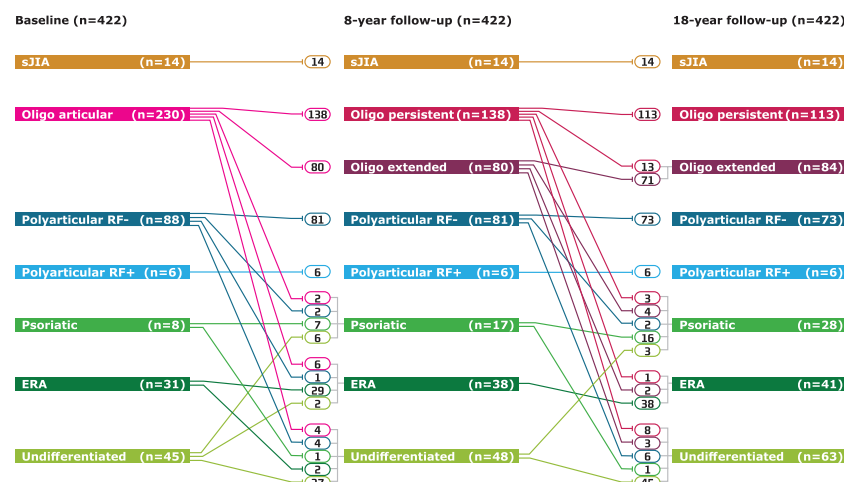 Baseline (n=422) 8-year follow-up (n=422) 18-year follow-up (n=422)
sJIA (n=14) 14 sJIA (n=14) 14 sJIA (n=14)
Oligo articular (n=230) 138 Oligo persistent (n=138) 113 Oligo persistent (n=113)
13
80 Oligo extended (n=80) Oligo extended (n=84)
71
Polyarticular RF- (n=88) 81 Polyarticular RF- (n=81) 73 Polyarticular RF- (n=73)
Polyarticular RF+ (n=6) 6 Polyarticular RF+ (n=6) 6 Polyarticular RF+ (n=6)
2 3
2 4
Psoriatic (n=8) 7 Psoriatic (n=17) 2 Psoriatic (n=28)
6 16
3
6 1
1 2
ERA (n=31) 29 ERA (n=38) 38 ERA (n=41)
2
4 8
4 3
Undifferentiated (n=45) 1 Undifferentiated (n=48) 6 Undifferentiated (n=63)
2 1